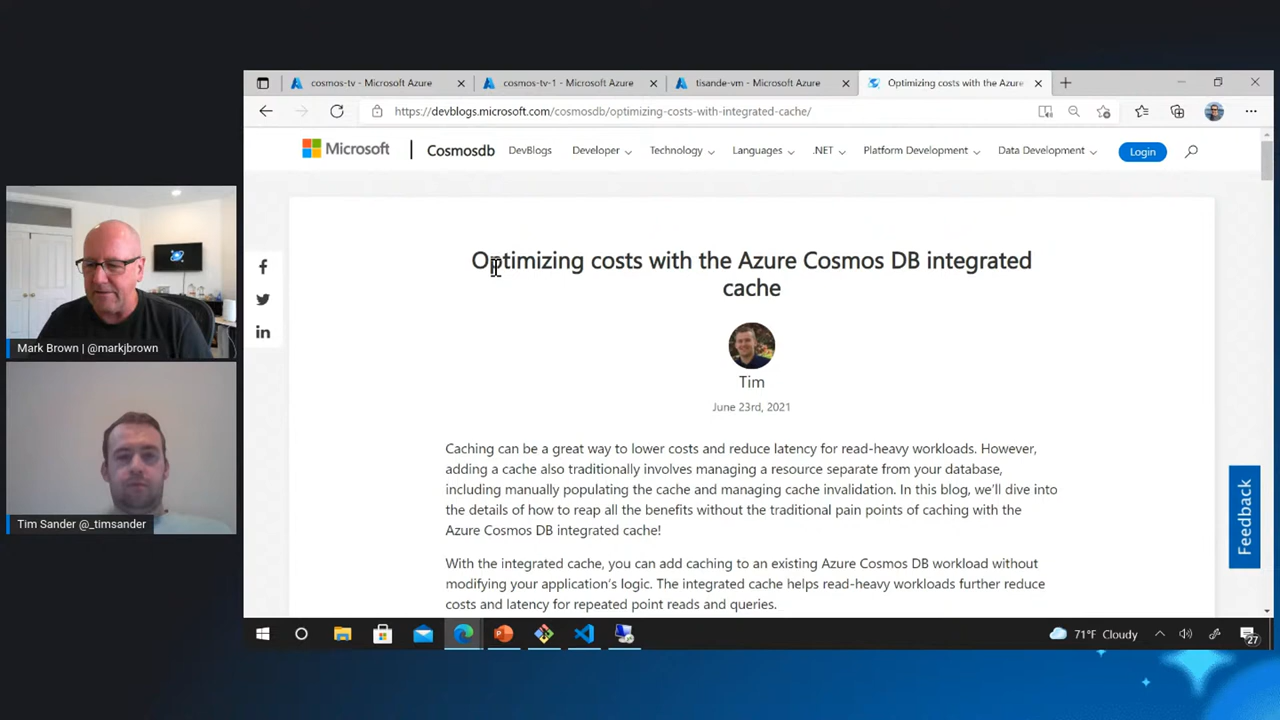 cosmos-tv - Microsoft Azure
cosmos-tv-1 - Microsoft Azure
tisande-vm - Microsoft Azure
Optimizing costs with the Azure
https://devblogs.microsoft.com/cosmosdb/optimizing-costs-with-integrated-cache/
Microsoft
Cosmosdb
DevBlogs
Developer
Technology
Languages
.NET
Platform Development
Data Development
Login
Optimizing costs with the Azure Cosmos DB integrated
cache
Tim
June 23rd, 2021
Caching can be a great way to lower costs and reduce latency for read-heavy workloads. However,
adding a cache also traditionally involves managing a resource separate from your database,
including manually populating the cache and managing cache invalidation. In this blog, we'll dive into
the details of how to reap all the benefits without the traditional pain points of caching with the
Azure Cosmos DB integrated cache!
With the integrated cache, you can add caching to an existing Azure Cosmos DB workload without
modifying your application's logic. The integrated cache helps read-heavy workloads further reduce
costs and latency for repeated point reads and queries.
Feedback
71°F Cloudy
27
Mark Brown | @markjbrown
Tim Sander @_timsander